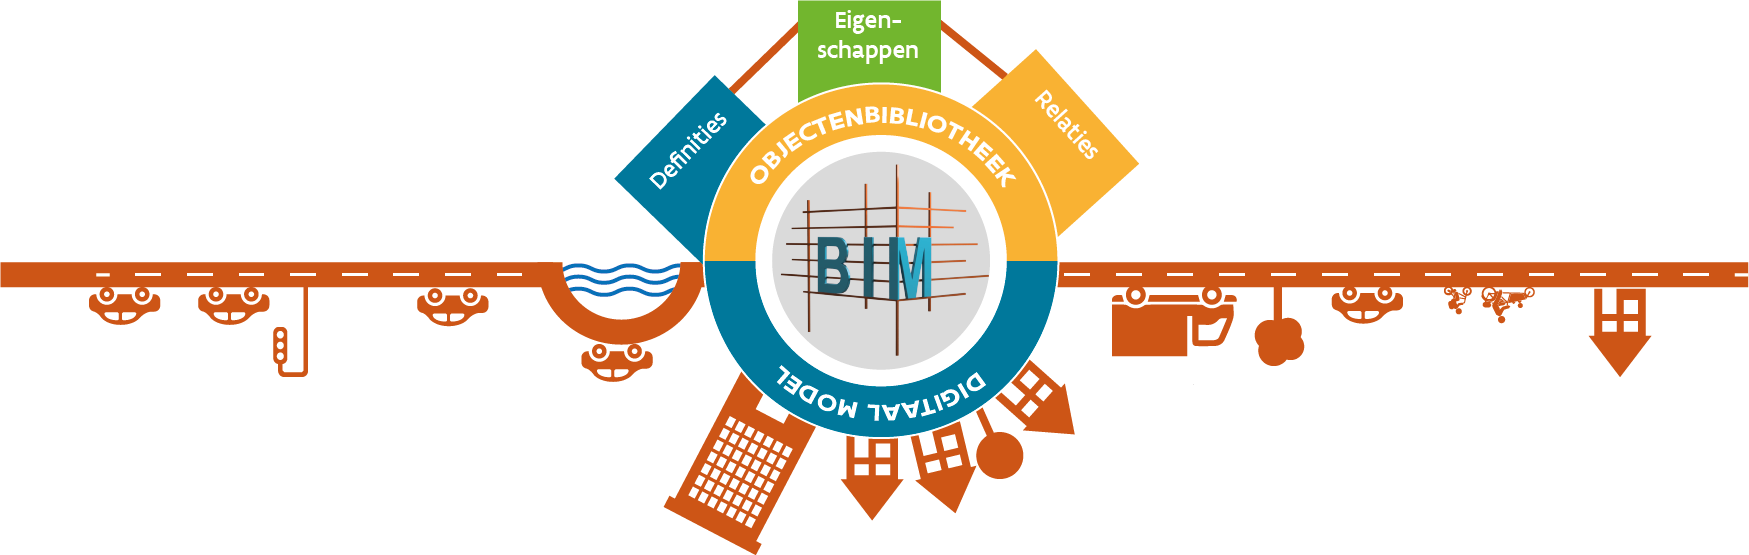 Eigen-
schappen
Definities
Relaties
OBJECTENBIBLIOTHEEK
BIM
DIGITAAL MODEL